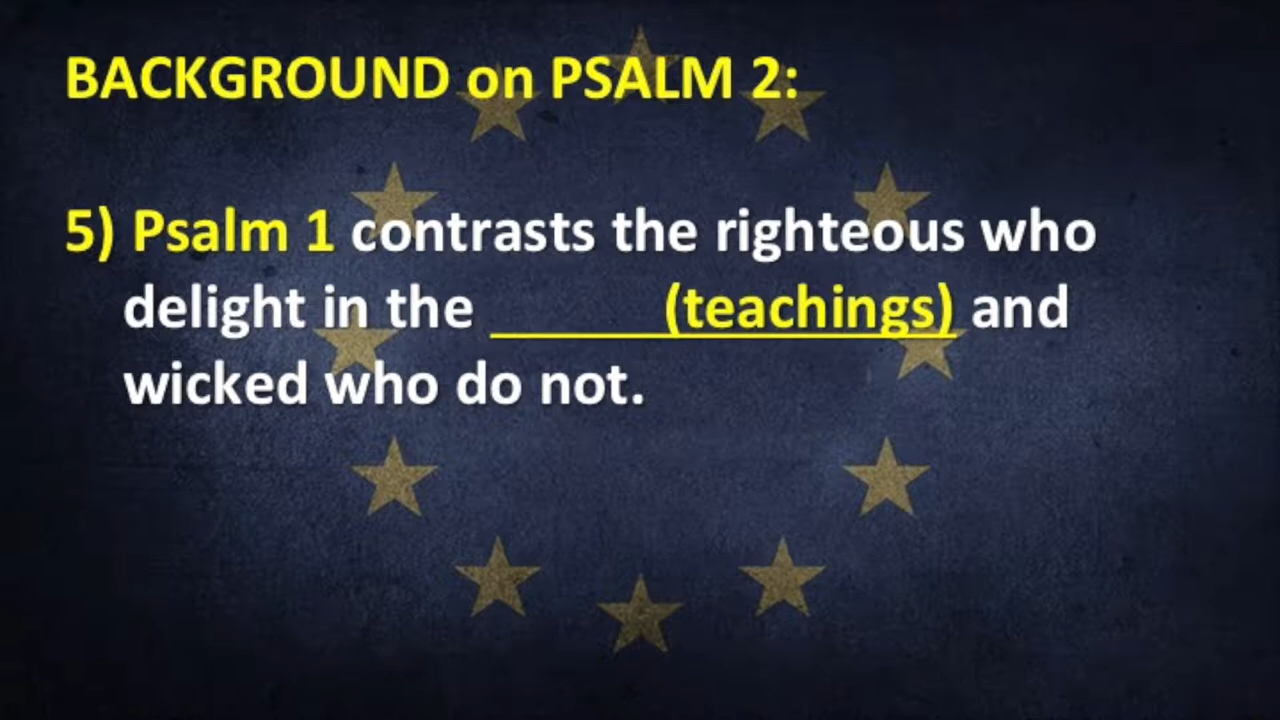 BACKGROUND on PSALM 2:
5) Psalm 1 contrasts the righteous who
delight in the ______(teachings) and
wicked who do not.